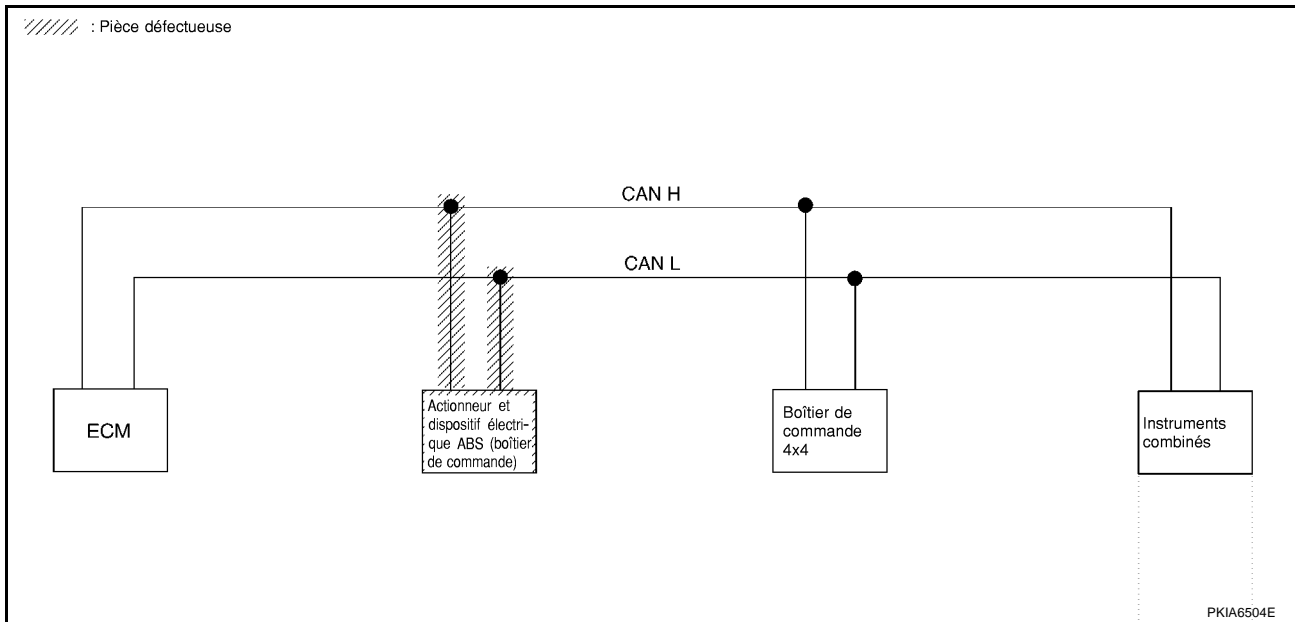 : Pièce défectueuse
CAN H
CAN L
ECM
Actionneur et
dispositif électri-
que ABS (boîtier
de commande)
Boîtier de
commande
4x4
Instruments
combinés
PKIA6504E